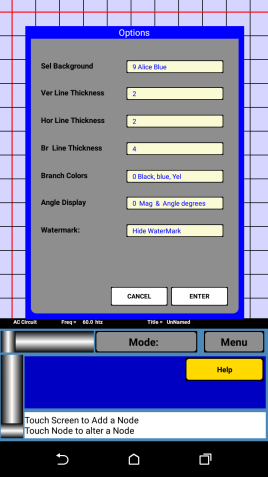 Options
Sel Background 9 Alice Blue
Ver Line Thickness 2
Hor Line Thickness 2
Br Line Thickness 4
Branch Colors 0 Black, blue, Yel
Angle Display 0 Mag & Angle degrees
Watermark: Hide WaterMark
CANCEL ENTER
AC Circuit Freq = 60.0 htz Title = UnNamed
Mode: Menu
Help
Touch Screen to Add a Node
Touch Node to alter a Node